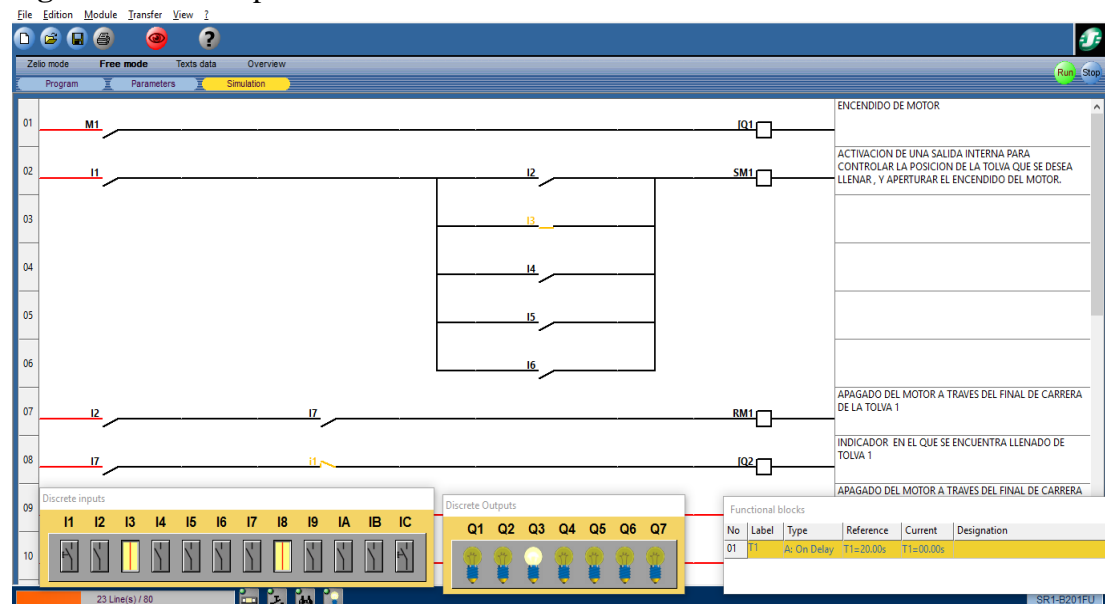 File Edition Module Transfer View ?
Zelio mode Free mode Texts data Overview
Run Stop
Program Parameters Simulation
ENCENDIDO DE MOTOR
01 M1 [Q1
ACTIVACION DE UNA SALIDA INTERNA PARA
CONTROLAR LA POSICION DE LA TOLVA QUE SE DESEA
LLENAR , Y APERTURAR EL ENCENDIDO DEL MOTOR.
02 I1 I2 SM1
03 I3
04 I4
05 I5
06 I6
APAGADO DEL MOTOR A TRAVES DEL FINAL DE CARRERA
DE LA TOLVA 1
07 I2 I7 RM1
INDICADOR EN EL QUE SE ENCUENTRA LLENADO DE
TOLVA 1
08 I7 i1 [Q2
APAGADO DEL MOTOR A TRAVES DEL FINAL DE CARRERA
09
10
Discrete inputs
I1 I2 I3 I4 I5 I6 I7 I8 I9 IA IB IC
Discrete Outputs
Q1 Q2 Q3 Q4 Q5 Q6 Q7
Functional blocks
No Label Type Reference Current Designation
01 T1 A: On Delay T1=20.00s T1=00.00s
23 Line(s) / 80
SR1-B201FU